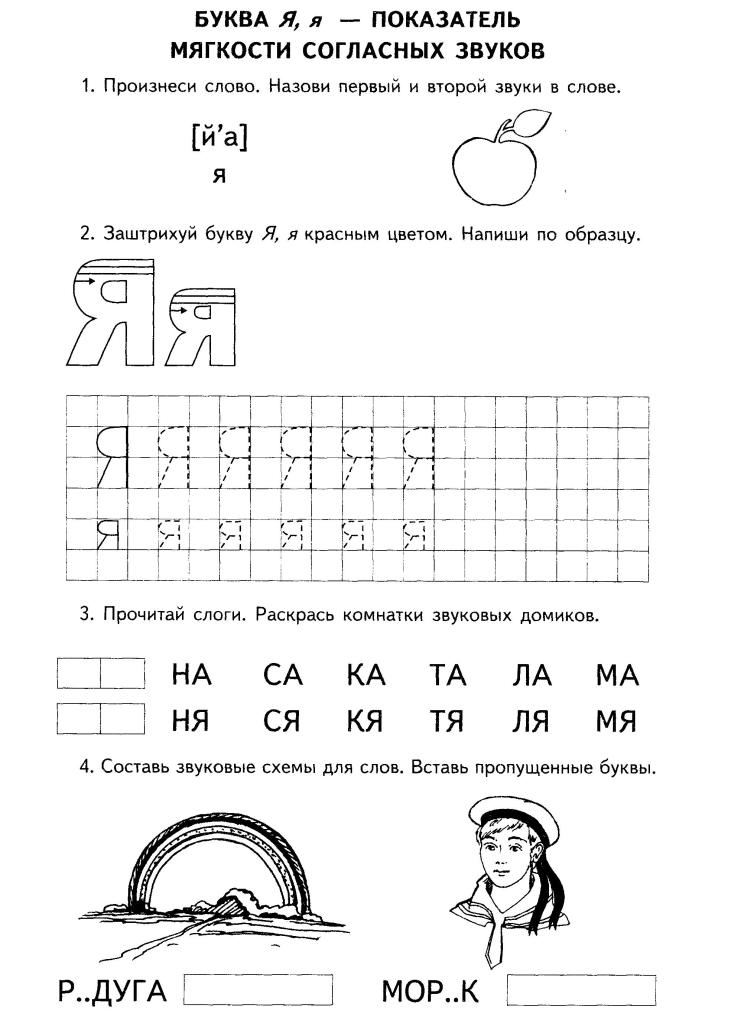 БУКВА Я, я — ПОКАЗАТЕЛЬ
МЯГКОСТИ СОГЛАСНЫХ ЗВУКОВ
1. Произнеси слово. Назови первый и второй звуки в слове.
[й’а]
я
2. Заштрихуй букву Я, я красным цветом. Напиши по образцу.
Я я
Я Я Я Я Я Я
я я я я я я
3. Прочитай слоги. Раскрась комнатки звуковых домиков.
НА СА КА ТА ЛА МА
НЯ СЯ КЯ ТЯ ЛЯ МЯ
4. Составь звуковые схемы для слов. Вставь пропущенные буквы.
Р..ДУГА МОР..К